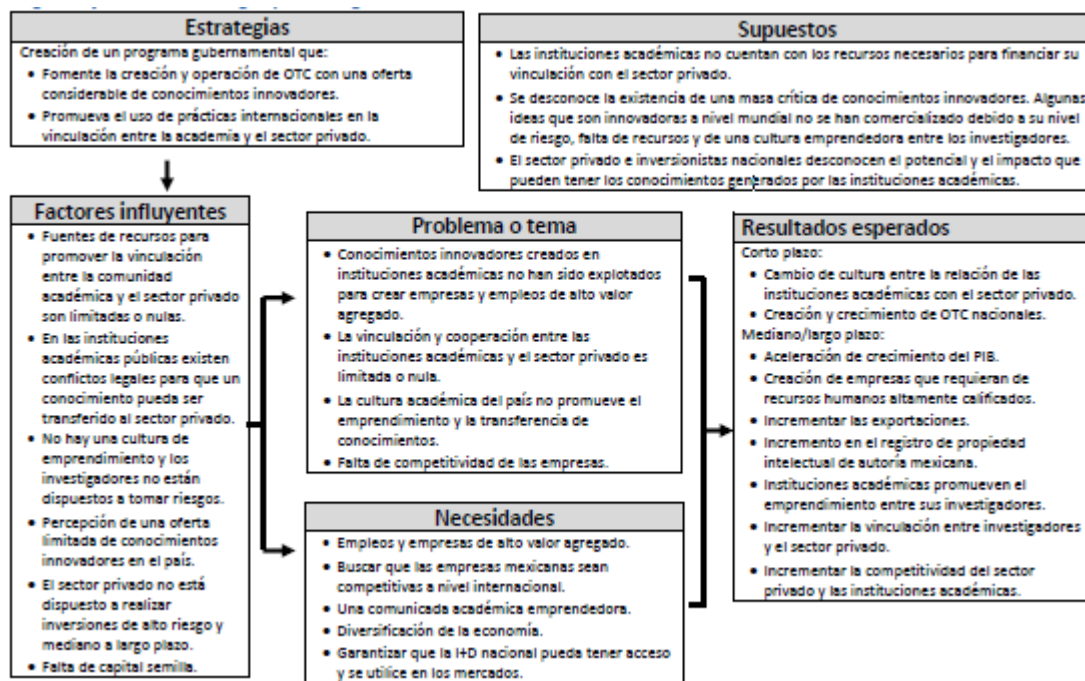 Estrategias
Creación de un programa gubernamental que:
• Fomente la creación y operación de OTC con una oferta
considerable de conocimientos innovadores.
• Promueva el uso de prácticas internacionales en la
vinculación entre la academia y el sector privado.
Supuestos
• Las instituciones académicas no cuentan con los recursos necesarios para financiar su
vinculación con el sector privado.
• Se desconoce la existencia de una masa crítica de conocimientos innovadores. Algunas
ideas que son innovadoras a nivel mundial no se han comercializado debido a su nivel
de riesgo, falta de recursos y de una cultura emprendedora entre los investigadores.
• El sector privado e inversionistas nacionales desconocen el potencial y el impacto que
pueden tener los conocimientos generados por las instituciones académicas.
Factores influyentes
• Fuentes de recursos para
promover la vinculación
entre la comunidad
académica y el sector privado
son limitadas o nulas.
• En las instituciones
académicas públicas existen
conflictos legales para que un
conocimiento pueda ser
transferido al sector privado.
• No hay una cultura de
emprendimiento y los
investigadores no están
dispuestos a tomar riesgos.
• Percepción de una oferta
limitada de conocimientos
innovadores en el país.
• El sector privado no está
dispuesto a realizar
inversiones de alto riesgo y
mediano a largo plazo.
• Falta de capital semilla.
Problema o tema
• Conocimientos innovadores creados en
instituciones académicas no han sido explotados
para crear empresas y empleos de alto valor
agregado.
• La vinculación y cooperación entre las
instituciones académicas y el sector privado es
limitada o nula.
• La cultura académica del país no promueve el
emprendimiento y la transferencia de
conocimientos.
• Falta de competitividad de las empresas.
Necesidades
• Empleos y empresas de alto valor agregado.
• Buscar que las empresas mexicanas sean
competitivas a nivel internacional.
• Una comunicada académica emprendedora.
• Diversificación de la economía.
• Garantizar que la I+D nacional pueda tener acceso
y se utilice en los mercados.
Resultados esperados
Corto plazo:
• Cambio de cultura entre la relación de las
instituciones académicas con el sector privado.
• Creación y crecimiento de OTC nacionales.
Mediano/largo plazo:
• Aceleración de crecimiento del PIB.
• Creación de empresas que requieran de
recursos humanos altamente calificados.
• Incrementar las exportaciones.
• Incremento en el registro de propiedad
intelectual de autoría mexicana.
• Instituciones académicas promueven el
emprendimiento entre sus investigadores.
• Incrementar la vinculación entre investigadores
y el sector privado.
• Incrementar la competitividad del sector
privado y las instituciones académicas.